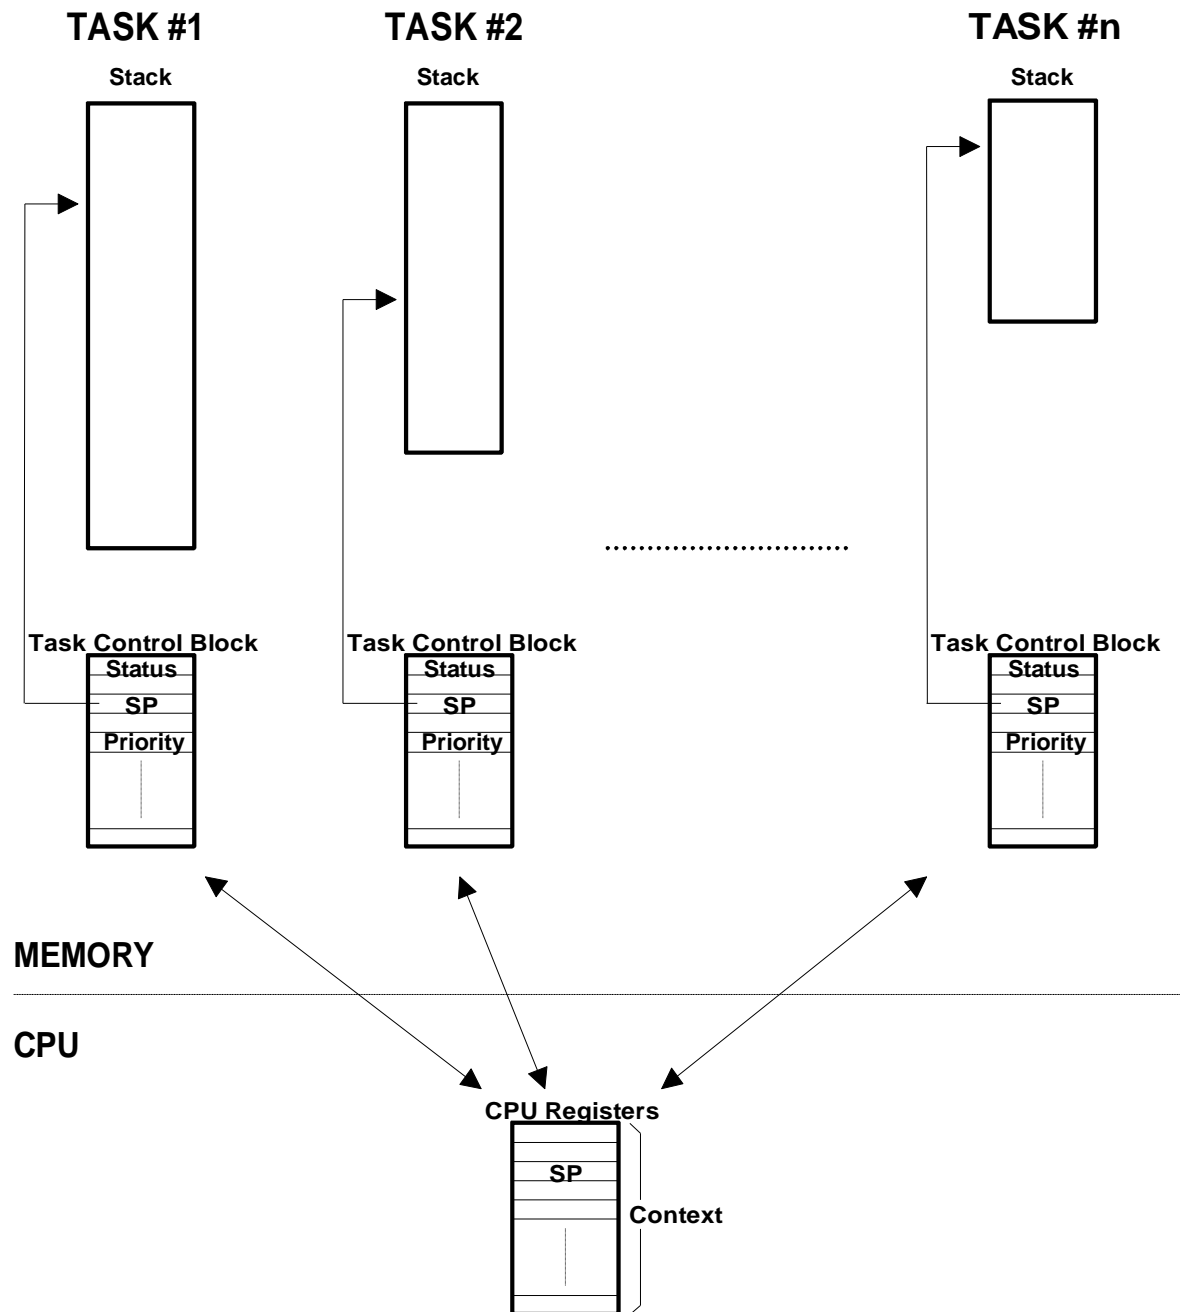 TASK #1
TASK #2
TASK #n
Stack
Stack
Stack
Task Control Block
Task Control Block
Task Control Block
Status
Status
Status
SP
SP
SP
Priority
Priority
Priority
MEMORY
CPU
CPU Registers
SP
Context